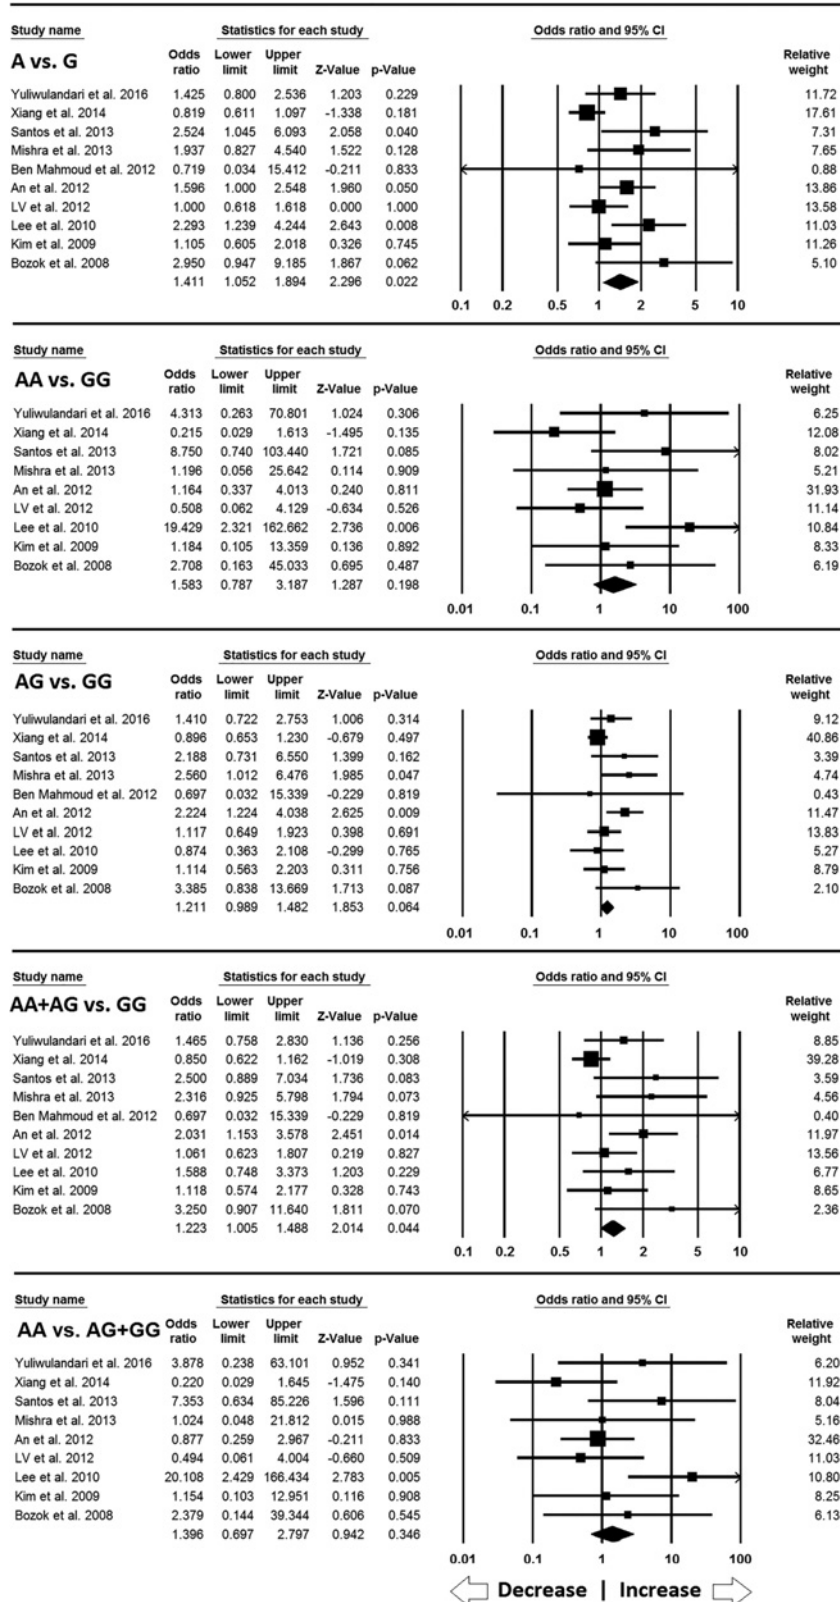 Study name Statistics for each study Odds ratio and 95% CI
A vs. G Odds ratio Lower limit Upper limit Z-Value p-Value Relative weight
Yuliwulandari et al. 2016 1.425 0.800 2.536 1.203 0.229 11.72
Xiang et al. 2014 0.819 0.611 1.097 -1.338 0.181 17.61
Santos et al. 2013 2.524 1.045 6.093 2.058 0.040 7.31
Mishra et al. 2013 1.937 0.827 4.540 1.522 0.128 7.65
Ben Mahmoud et al. 2012 0.719 0.034 15.412 -0.211 0.833 0.88
An et al. 2012 1.596 1.000 2.548 1.960 0.050 13.86
LV et al. 2012 1.000 0.618 1.618 0.000 1.000 13.58
Lee et al. 2010 2.293 1.239 4.244 2.643 0.008 11.03
Kim et al. 2009 1.105 0.605 2.018 0.326 0.745 11.26
Bozok et al. 2008 2.950 0.947 9.185 1.867 0.062 5.10
1.411 1.052 1.894 2.296 0.022
0.1 0.2 0.5 1 2 5 10
Study name Statistics for each study Odds ratio and 95% CI
AA vs. GG Odds ratio Lower limit Upper limit Z-Value p-Value Relative weight
Yuliwulandari et al. 2016 4.313 0.263 70.801 1.024 0.306 6.25
Xiang et al. 2014 0.215 0.029 1.613 -1.495 0.135 12.08
Santos et al. 2013 8.750 0.740 103.440 1.721 0.085 8.02
Mishra et al. 2013 1.196 0.056 25.642 0.114 0.909 5.21
An et al. 2012 1.164 0.337 4.013 0.240 0.811 31.93
LV et al. 2012 0.508 0.062 4.129 -0.634 0.526 11.14
Lee et al. 2010 19.429 2.321 162.662 2.736 0.006 10.84
Kim et al. 2009 1.184 0.105 13.359 0.136 0.892 8.33
Bozok et al. 2008 2.708 0.163 45.033 0.695 0.487 6.19
1.583 0.787 3.187 1.287 0.198
0.01 0.1 1 10 100
Study name Statistics for each study Odds ratio and 95% CI
AG vs. GG Odds ratio Lower limit Upper limit Z-Value p-Value Relative weight
Yuliwulandari et al. 2016 1.410 0.722 2.753 1.006 0.314 9.12
Xiang et al. 2014 0.896 0.653 1.230 -0.679 0.497 40.86
Santos et al. 2013 2.188 0.731 6.550 1.399 0.162 3.39
Mishra et al. 2013 2.560 1.012 6.476 1.985 0.047 4.74
Ben Mahmoud et al. 2012 0.697 0.032 15.339 -0.229 0.819 0.43
An et al. 2012 2.224 1.224 4.038 2.625 0.009 11.47
LV et al. 2012 1.117 0.649 1.923 0.398 0.691 13.83
Lee et al. 2010 0.874 0.363 2.108 -0.299 0.765 5.27
Kim et al. 2009 1.114 0.563 2.203 0.311 0.756 8.79
Bozok et al. 2008 3.385 0.838 13.669 1.713 0.087 2.10
1.211 0.989 1.482 1.853 0.064
0.01 0.1 1 10 100
Study name Statistics for each study Odds ratio and 95% CI
AA+AG vs. GG Odds ratio Lower limit Upper limit Z-Value p-Value Relative weight
Yuliwulandari et al. 2016 1.465 0.758 2.830 1.136 0.256 8.85
Xiang et al. 2014 0.850 0.622 1.162 -1.019 0.308 39.28
Santos et al. 2013 2.500 0.889 7.034 1.736 0.083 3.59
Mishra et al. 2013 2.316 0.925 5.798 1.794 0.073 4.56
Ben Mahmoud et al. 2012 0.697 0.032 15.339 -0.229 0.819 0.40
An et al. 2012 2.031 1.153 3.578 2.451 0.014 11.97
LV et al. 2012 1.061 0.623 1.807 0.219 0.827 13.56
Lee et al. 2010 1.588 0.748 3.373 1.203 0.229 6.77
Kim et al. 2009 1.118 0.574 2.177 0.328 0.743 8.65
Bozok et al. 2008 3.250 0.907 11.640 1.811 0.070 2.36
1.223 1.005 1.488 2.014 0.044
0.1 0.2 0.5 1 2 5 10
Study name Statistics for each study Odds ratio and 95% CI
AA vs. AG+GG Odds ratio Lower limit Upper limit Z-Value p-Value Relative weight
Yuliwulandari et al. 2016 3.878 0.238 63.101 0.952 0.341 6.20
Xiang et al. 2014 0.220 0.029 1.645 -1.475 0.140 11.92
Santos et al. 2013 7.353 0.634 85.226 1.596 0.111 8.04
Mishra et al. 2013 1.024 0.048 21.812 0.015 0.988 5.16
An et al. 2012 0.877 0.259 2.967 -0.211 0.833 32.46
LV et al. 2012 0.494 0.061 4.004 -0.660 0.509 11.03
Lee et al. 2010 20.108 2.429 166.434 2.783 0.005 10.80
Kim et al. 2009 1.154 0.103 12.951 0.116 0.908 8.25
Bozok et al. 2008 2.379 0.144 39.344 0.606 0.545 6.13
1.396 0.697 2.797 0.942 0.346
0.01 0.1 1 10 100
Decrease | Increase